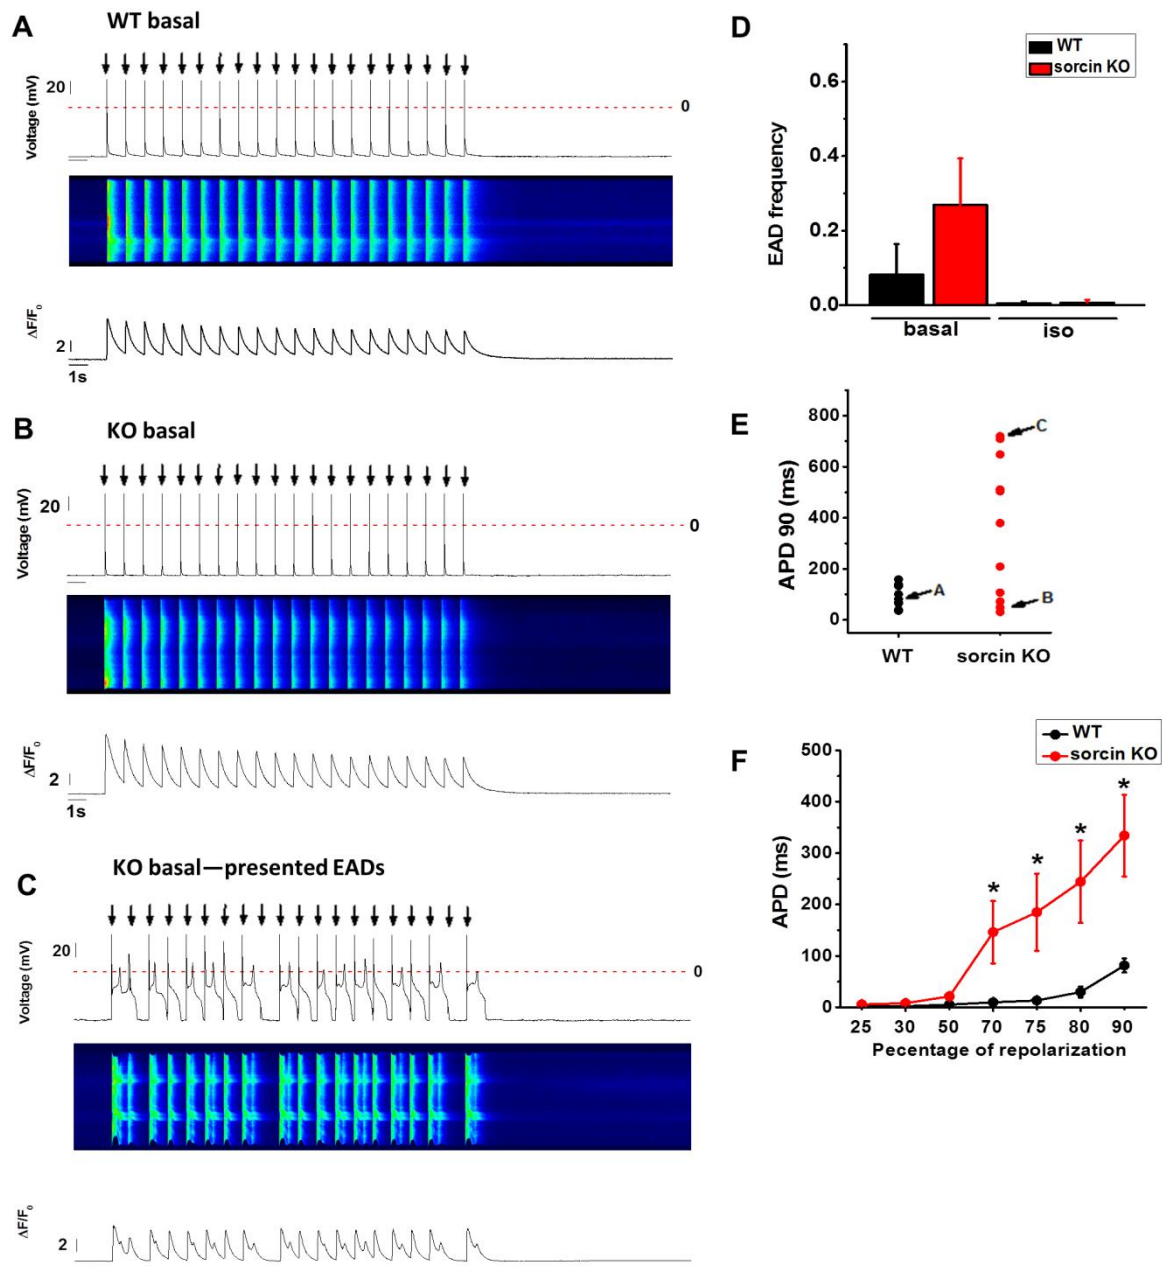 A
WT basal
20
Voltage (mV)
0
ΔF/F0
2
1s
B
KO basal
20
Voltage (mV)
0
ΔF/F0
2
1s
C
KO basal—presented EADs
20
Voltage (mV)
0
ΔF/F0
2
D
WT
sorcin KO
EAD frequency
0.6
0.4
0.2
0.0
basal
iso
E
APD 90 (ms)
800
600
400
200
0
C
A
B
WT
sorcin KO
F
WT
sorcin KO
APD (ms)
500
400
300
200
100
0
* * * *
25 30 50 70 75 80 90
Pecentage of repolarization